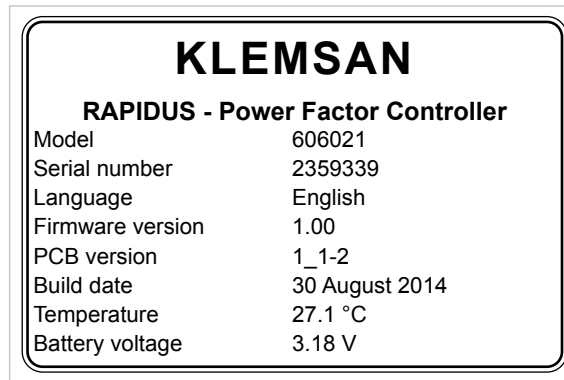 KLEMSAN
RAPIDUS - Power Factor Controller
Model 606021
Serial number 2359339
Language English
Firmware version 1.00
PCB version 1_1-2
Build date 30 August 2014
Temperature 27.1 °C
Battery voltage 3.18 V